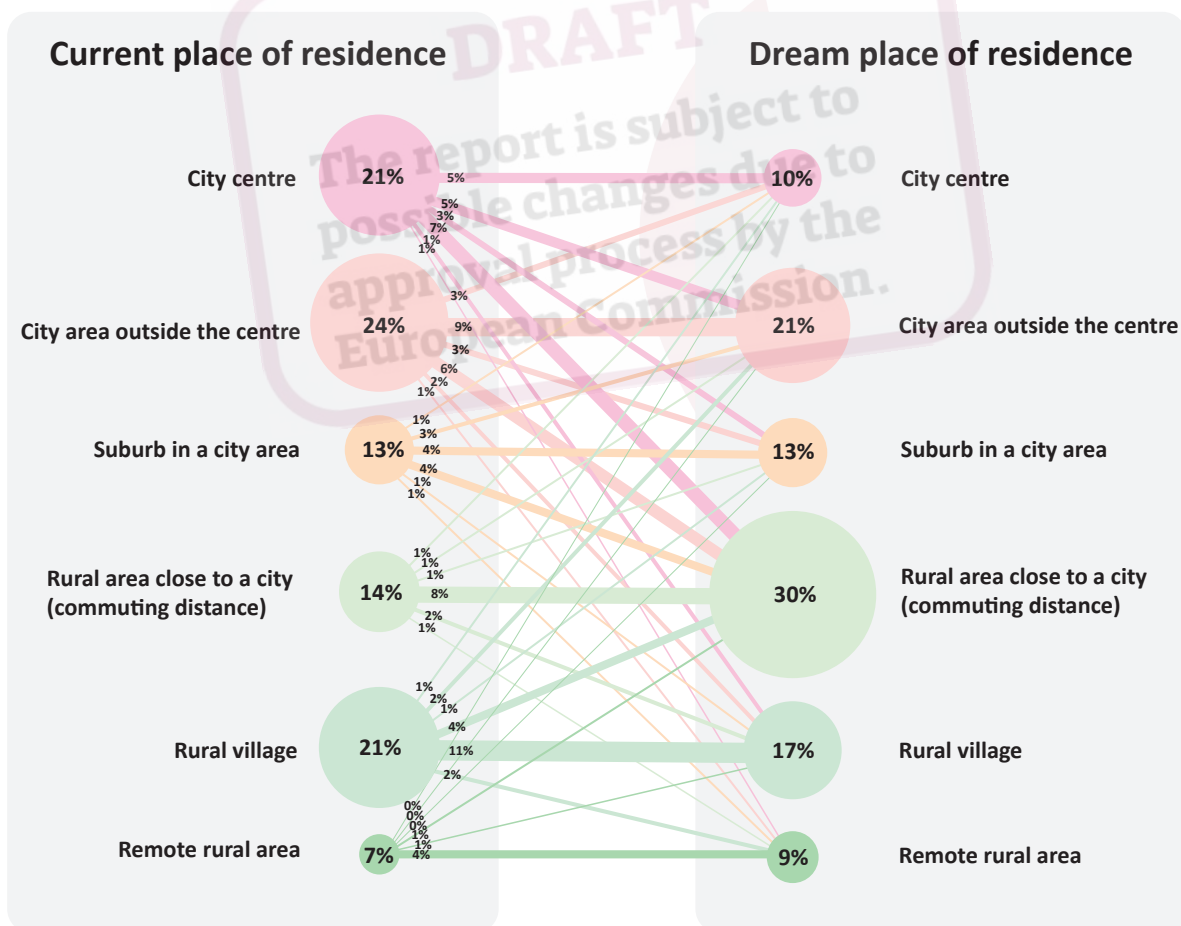 DRAFT
The report is subject to
possible changes due to
approval process by the
European Commission.
Current place of residence
Dream place of residence
City centre
21%
5%
5%
3%
7%
1%
1%
10%
City centre
City area outside the centre
24%
3%
9%
3%
6%
2%
1%
21%
City area outside the centre
Suburb in a city area
13%
1%
3%
4%
4%
1%
1%
13%
Suburb in a city area
Rural area close to a city
(commuting distance)
14%
1%
1%
1%
8%
2%
1%
30%
Rural area close to a city
(commuting distance)
Rural village
21%
1%
2%
1%
4%
11%
2%
17%
Rural village
Remote rural area
7%
0%
0%
0%
1%
1%
4%
9%
Remote rural area